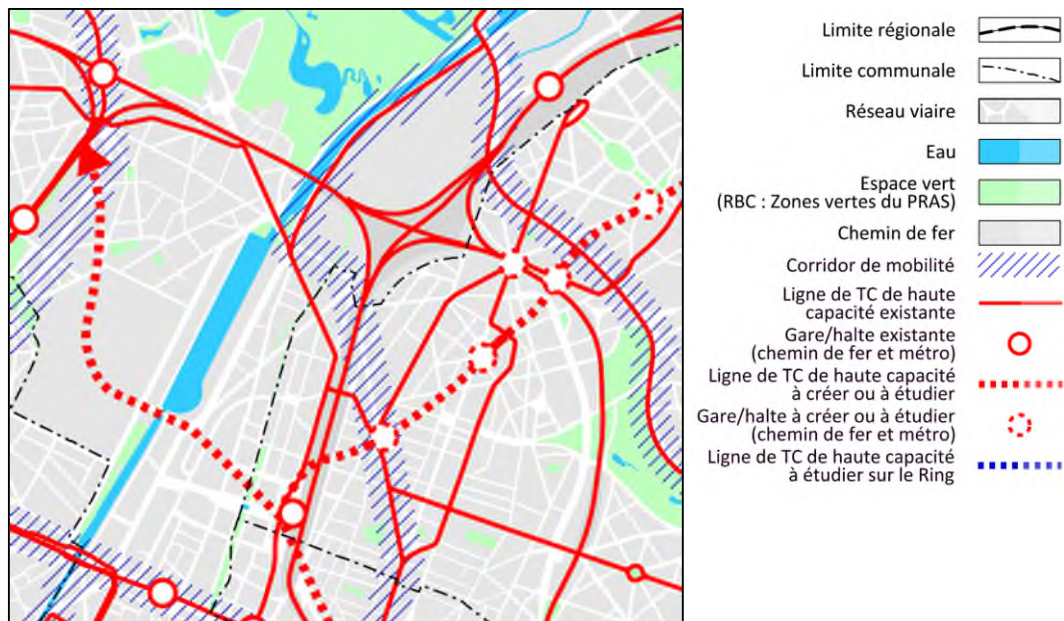 Limite régionale
Limite communale
Réseau viaire
Eau
Espace vert
(RBC : Zones vertes du PRAS)
Chemin de fer
Corridor de mobilité
Ligne de TC de haute
capacité existante
Gare/halte existante
(chemin de fer et métro)
Ligne de TC de haute capacité
à créer ou à étudier
Gare/halte à créer ou à étudier
(chemin de fer et métro)
Ligne de TC de haute capacité
à étudier sur le Ring